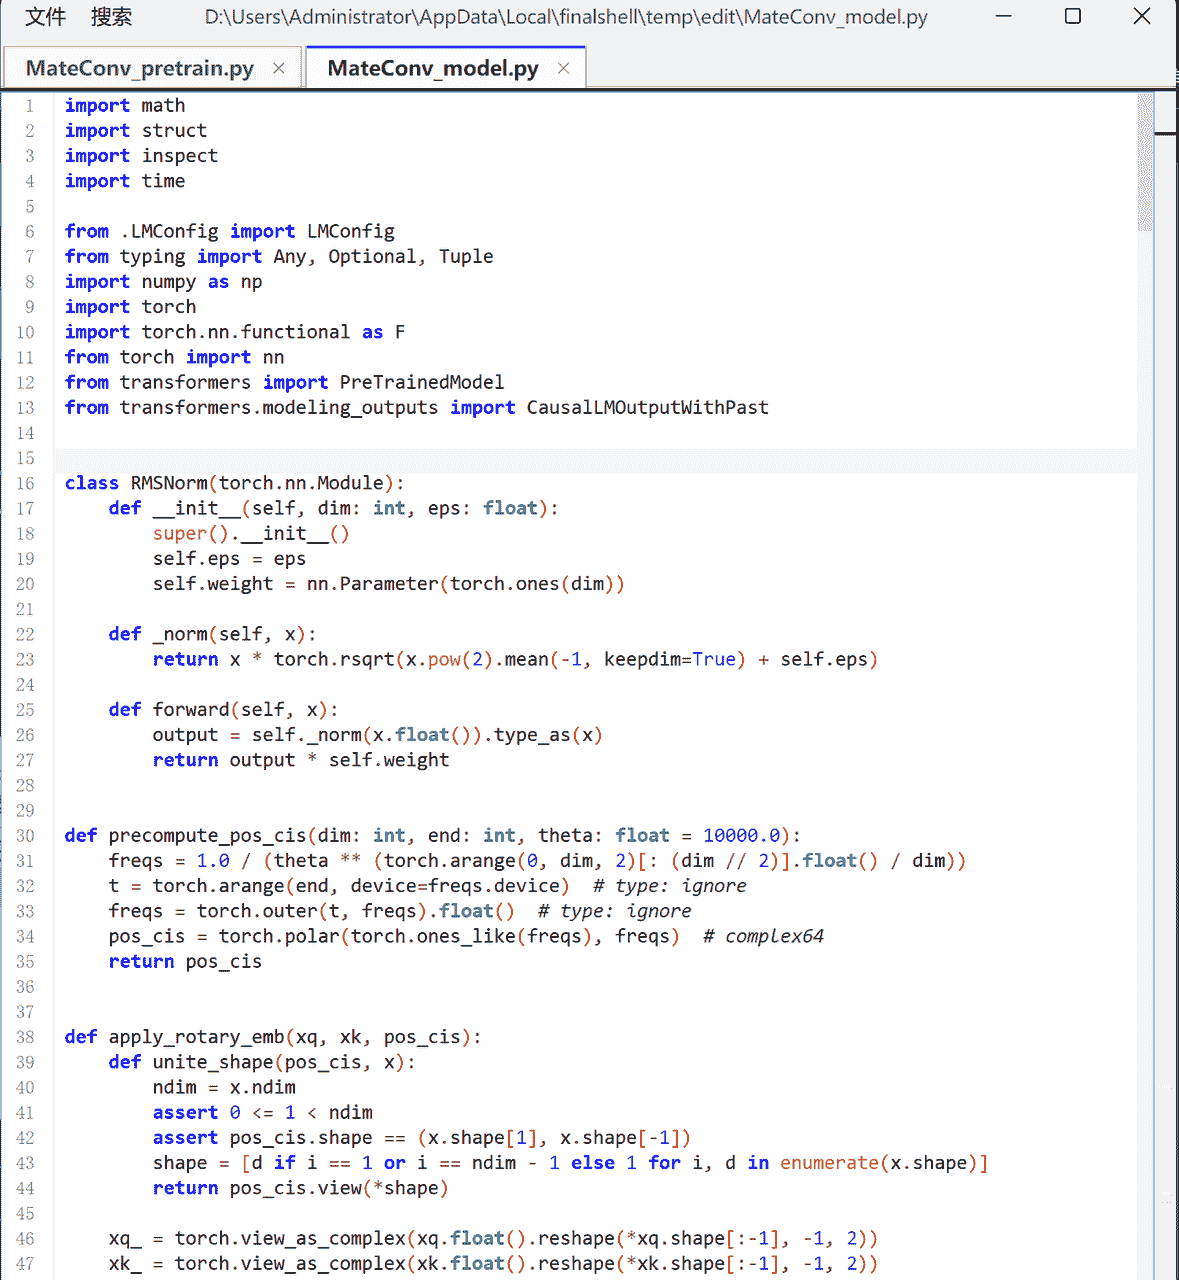 文件 搜索 D:\Users\Administrator\AppData\Local\finalshell\temp\edit\MateConv_model.py
MateConv_pretrain.py MateConv_model.py
1 import math
2 import struct
3 import inspect
4 import time
5
6 from .LMConfig import LMConfig
7 from typing import Any, Optional, Tuple
8 import numpy as np
9 import torch
10 import torch.nn.functional as F
11 from torch import nn
12 from transformers import PreTrainedModel
13 from transformers.modeling_outputs import CausalLMOutputWithPast
14
15
16 class RMSNorm(torch.nn.Module):
17     def __init__(self, dim: int, eps: float):
18         super().__init__()
19         self.eps = eps
20         self.weight = nn.Parameter(torch.ones(dim))
21
22     def _norm(self, x):
23         return x * torch.rsqrt(x.pow(2).mean(-1, keepdim=True) + self.eps)
24
25     def forward(self, x):
26         output = self._norm(x.float()).type_as(x)
27         return output * self.weight
28
29
30 def precompute_pos_cis(dim: int, end: int, theta: float = 10000.0):
31     freqs = 1.0 / (theta ** (torch.arange(0, dim, 2)[: (dim // 2)].float() / dim))
32     t = torch.arange(end, device=freqs.device)  # type: ignore
33     freqs = torch.outer(t, freqs).float()  # type: ignore
34     pos_cis = torch.polar(torch.ones_like(freqs), freqs)  # complex64
35     return pos_cis
36
37
38 def apply_rotary_emb(xq, xk, pos_cis):
39     def unite_shape(pos_cis, x):
40         ndim = x.ndim
41         assert 0 <= 1 < ndim
42         assert pos_cis.shape == (x.shape[1], x.shape[-1])
43         shape = [d if i == 1 or i == ndim - 1 else 1 for i, d in enumerate(x.shape)]
44         return pos_cis.view(*shape)
45
46     xq_ = torch.view_as_complex(xq.float().reshape(*xq.shape[:-1], -1, 2))
47     xk_ = torch.view_as_complex(xk.float().reshape(*xk.shape[:-1], -1, 2))